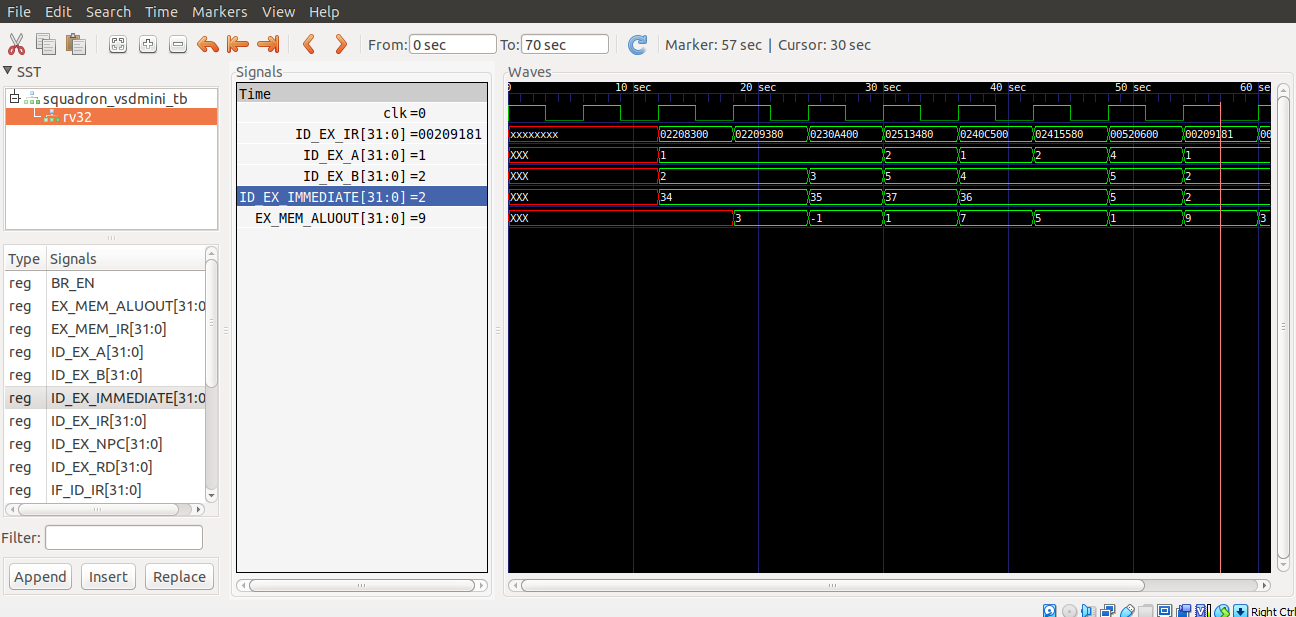 File Edit Search Time Markers View Help
From: 0 sec To: 70 sec Marker: 57 sec | Cursor: 30 sec
SST
squadron_vsdmini_tb
rv32
Type Signals
reg BR_EN
reg EX_MEM_ALUOUT[31:0
reg EX_MEM_IR[31:0]
reg ID_EX_A[31:0]
reg ID_EX_B[31:0]
reg ID_EX_IMMEDIATE[31:0
reg ID_EX_IR[31:0]
reg ID_EX_NPC[31:0]
reg ID_EX_RD[31:0]
reg IF_ID_IR[31:0]
Filter:
Append Insert Replace
Signals
Time
clk=0
ID_EX_IR[31:0]=00209181
ID_EX_A[31:0]=1
ID_EX_B[31:0]=2
ID_EX_IMMEDIATE[31:0]=2
EX_MEM_ALUOUT[31:0]=9
Waves
0 10 sec 20 sec 30 sec 40 sec 50 sec 60 se
xxxxxxxx 02208300 02209380 0230A400 02513480 0240C500 02415580 00520600 00209181 00
XXX 1 2 1 2 4 1
XXX 2 3 5 4 5 2
XXX 34 35 37 36 5 2
XXX 3 -1 1 7 5 1 9 3
Right Ctrl